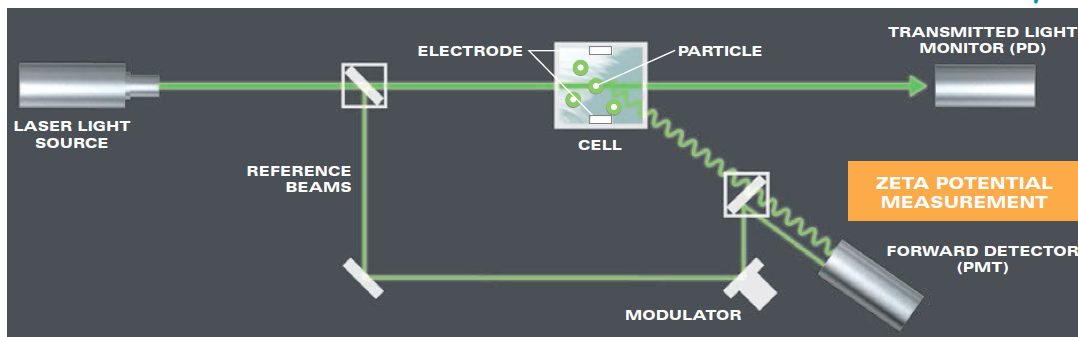 TRANSMITTED LIGHT
MONITOR (PD)
ELECTRODE
PARTICLE
LASER LIGHT
SOURCE
CELL
REFERENCE
BEAMS
ZETA POTENTIAL
MEASUREMENT
FORWARD DETECTOR
(PMT)
MODULATOR